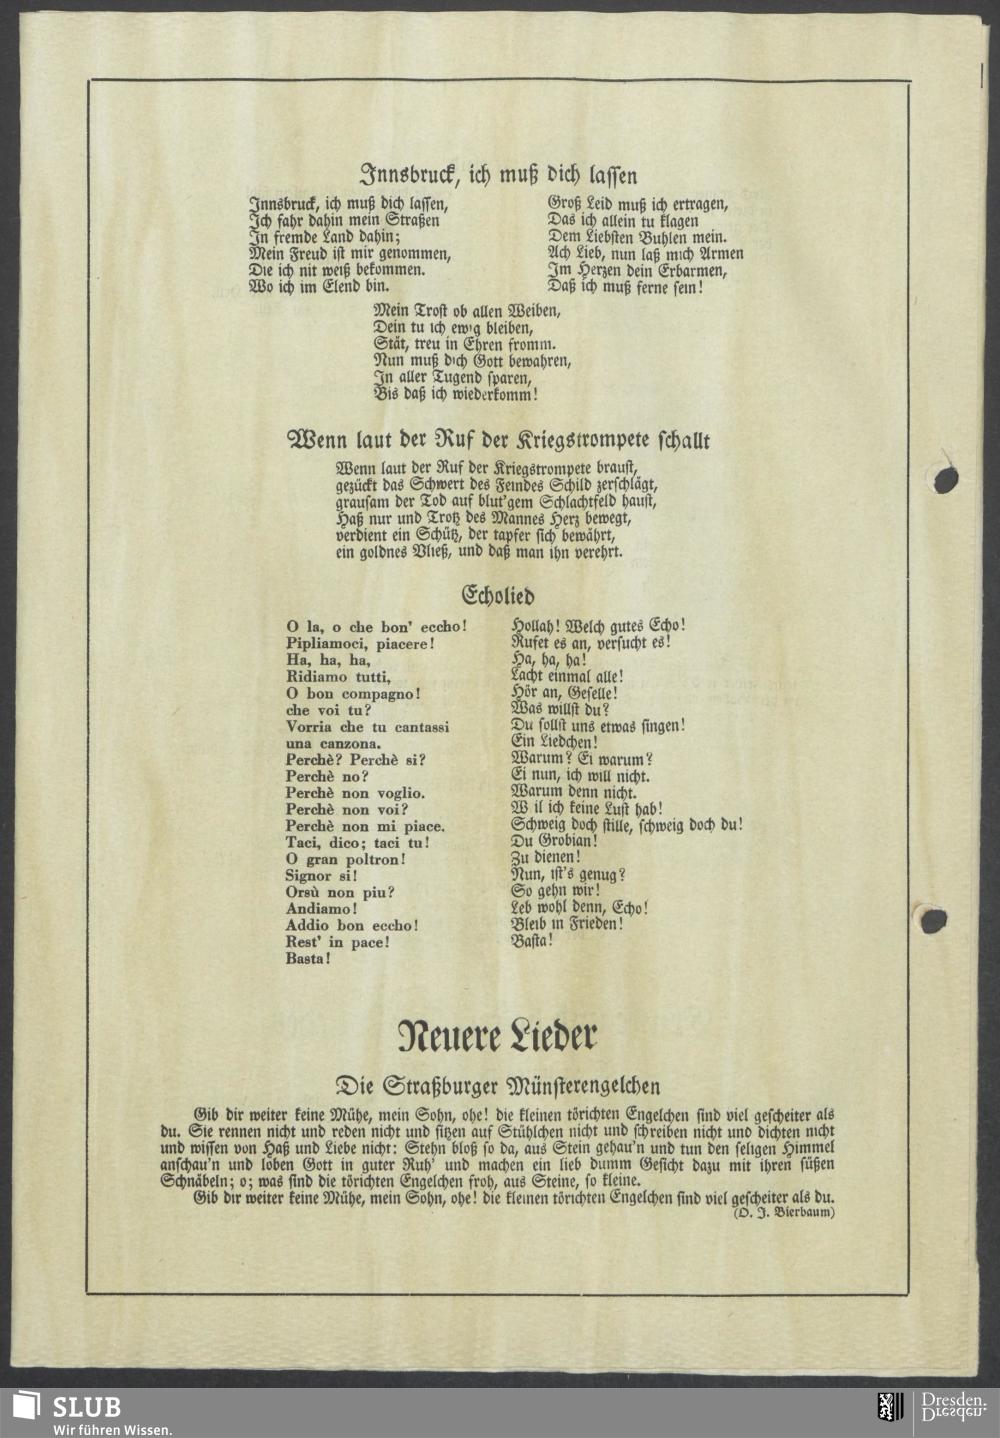 Innsbruck, ich muß dich lassen
Innsbruck, ich muß dich lassen,
Ich fahr dahin mein Straßen
In fremde Land dahin;
Mein Freud ist mir genommen,
Die ich nit weiß bekommen.
Wo ich im Elend bin.
Groß Leid muß ich ertragen,
Das ich allein tu klagen
Dem Liebsten Buhlen mein.
Ach Lieb, nun laß mich Armen
Im Herzen dein Erbarmen,
Daß ich muß ferne sein!
Mein Trost ob allen Weiben,
Dein tu ich ewig bleiben,
Stät, treu in Ehren fromm.
Nun muß dich Gott bewahren,
In aller Tugend sparen,
Bis daß ich wiederkomm!
Wenn laut der Ruf der Kriegstrompete schallt
Wenn laut der Ruf der Kriegstrompete braust,
gezückt das Schwert des Feindes Schild zerschlägt,
grausam der Tod auf blut'gem Schlachtfeld haust,
Haß nur und Trotz des Mannes Herz bewegt,
verdient ein Schütz, der tapfer sich bewährt,
ein goldnes Vließ, und daß man ihn verehrt.
Echolied
O la, o che bon' eccho!
Pipliamoci, piacere!
Ha, ha, ha,
Ridiamo tutti,
O bon compagno!
che voi tu?
Vorria che tu cantassi
una canzona.
Perchè? Perchè si?
Perchè no?
Perchè non voglio.
Perchè non voi?
Perchè non mi piace.
Taci, dico; taci tu!
O gran poltron!
Signor si!
Orsù non piu?
Andiamo!
Addio bon eccho!
Rest' in pace!
Basta!
Hollah! Welch gutes Echo!
Rufet es an, versucht es!
Ha, ha, ha!
Lacht einmal alle!
Hör an, Geselle!
Was willst du?
Du sollst uns etwas singen!
Ein Liedchen!
Warum? Ei warum?
Ei nun, ich will nicht.
Warum denn nicht.
W il ich keine Lust hab!
Schweig doch stille, schweig doch du!
Du Grobian!
Zu dienen!
Nun, ist's genug?
So gehn wir!
Leb wohl denn, Echo!
Bleib in Frieden!
Basta!
Neuere Lieder
Die Straßburger Münsterengelchen
Gib dir weiter keine Mühe, mein Sohn, ohe! die kleinen törichten Engelchen sind viel gescheiter als
du. Sie rennen nicht und reden nicht und sitzen auf Stühlchen nicht und schreiben nicht und dichten nicht
und wissen von Haß und Liebe nicht: Stehn bloß so da, aus Stein gehau'n und tun den seligen Himmel
anschau'n und loben Gott in guter Ruh' und machen ein lieb dumm Gesicht dazu mit ihren süßen
Schnäbeln; o; was sind die törichten Engelchen froh, aus Steine, so kleine.
Gib dir weiter keine Mühe, mein Sohn, ohe! die kleinen törichten Engelchen sind viel gescheiter als du.
(O. J. Bierbaum)
SLUB
Wir führen Wissen.
Dresden.
Dresden.